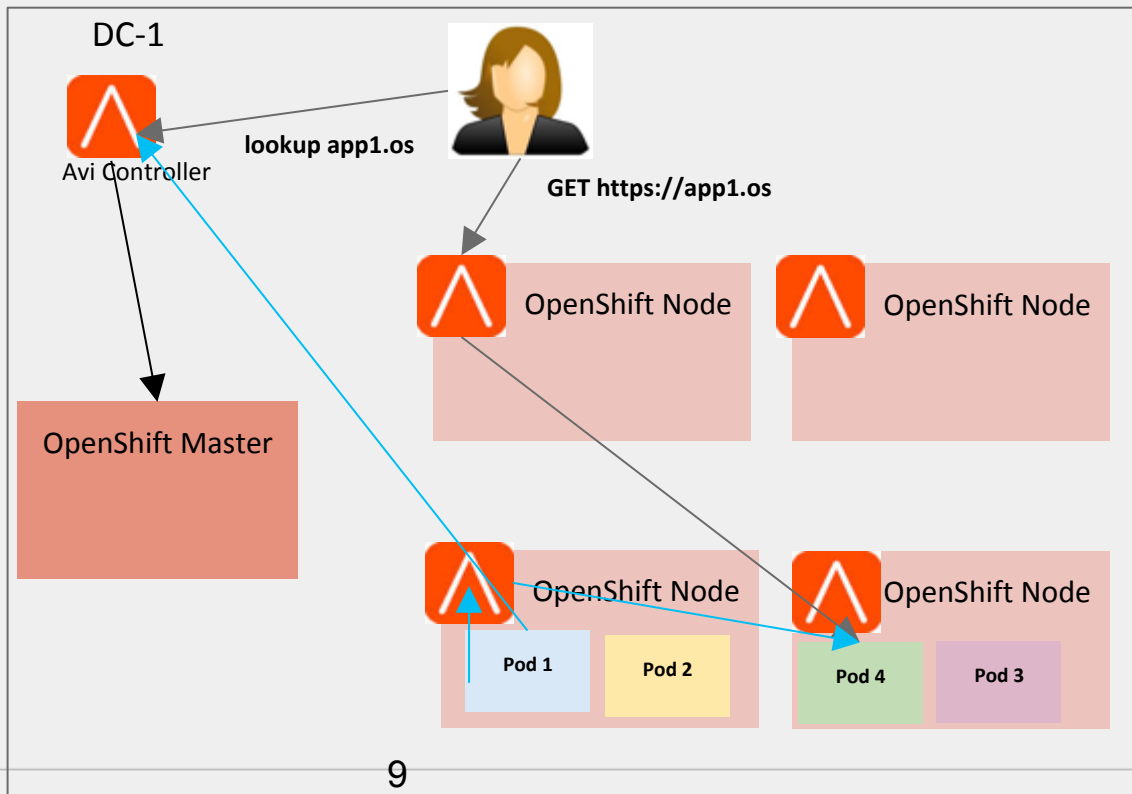 DC-1
Avi Controller
lookup app1.os
GET https://app1.os
OpenShift Node
OpenShift Node
OpenShift Master
OpenShift Node
OpenShift Node
Pod 1
Pod 2
Pod 4
Pod 3
9